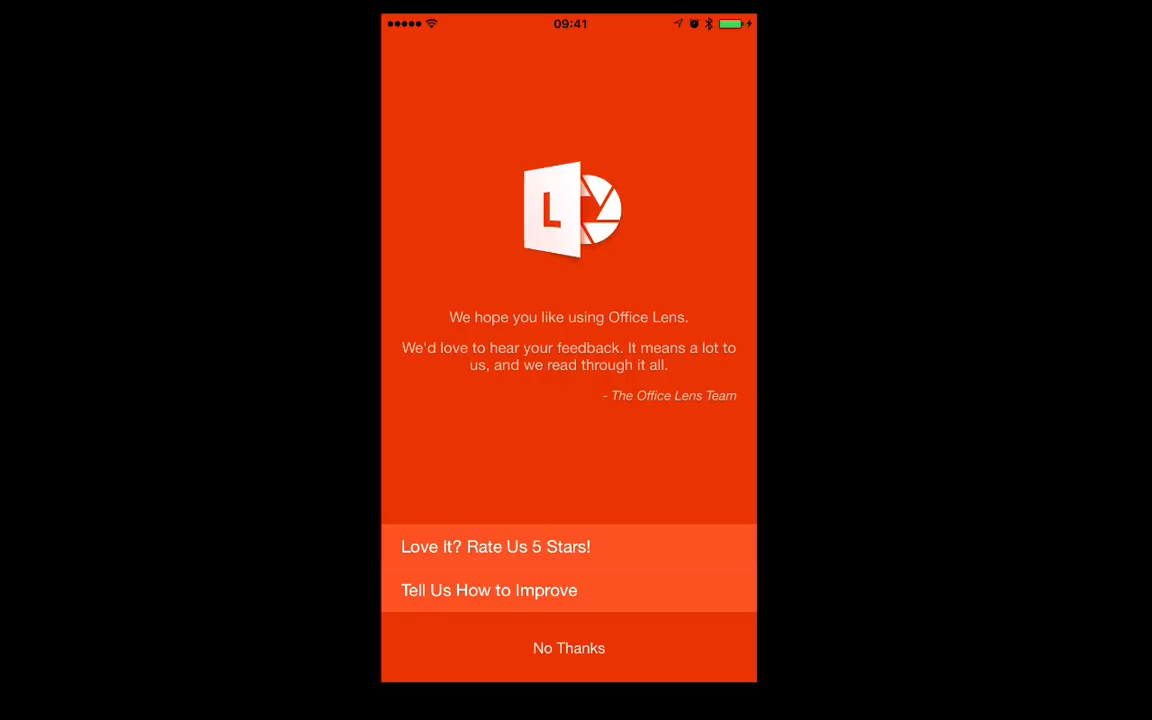 09:41
L
We hope you like using Office Lens.
We'd love to hear your feedback. It means a lot to
us, and we read through it all.
- The Office Lens Team
Love It? Rate Us 5 Stars!
Tell Us How to Improve
No Thanks